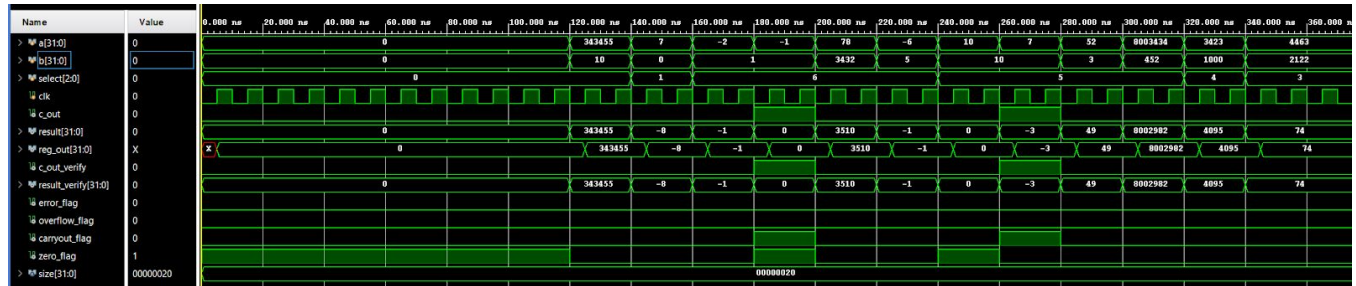 Name Value 0.000 ns 20.000 ns 40.000 ns 60.000 ns 80.000 ns 100.000 ns 120.000 ns 140.000 ns 160.000 ns 180.000 ns 200.000 ns 220.000 ns 240.000 ns 260.000 ns 280.000 ns 300.000 ns 320.000 ns 340.000 ns 360.000 n
a[31:0] 0 0 343455 7 -2 -1 78 -6 10 7 52 8003434 3423 4463
b[31:0] 0 0 10 0 1 3432 5 10 3 452 1000 2122
select[2:0] 0 0 1 6 5 4 3
clk 0
c_out 0
result[31:0] 0 0 343455 -8 -1 0 3510 -1 0 -3 49 8002982 4095 74
reg_out[31:0] X X 0 343455 -8 -1 0 3510 -1 0 -3 49 8002982 4095 74
c_out_verify 0
result_verify[31:0] 0 0 343455 -8 -1 0 3510 -1 0 -3 49 8002982 4095 74
error_flag 0
overflow_flag 0
carryout_flag 0
zero_flag 1
size[31:0] 00000020 00000020